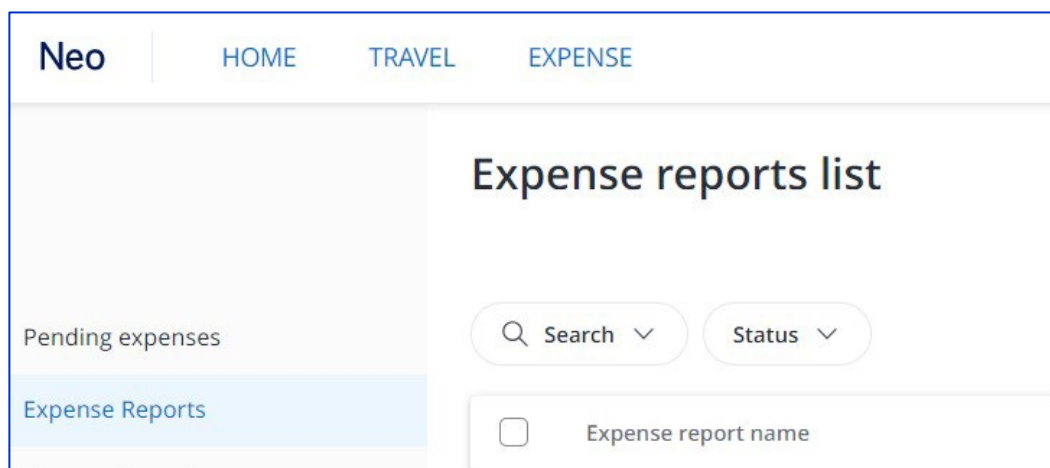 Neo HOME TRAVEL EXPENSE
Expense reports list
Pending expenses
Expense Reports
Search Status
Expense report name